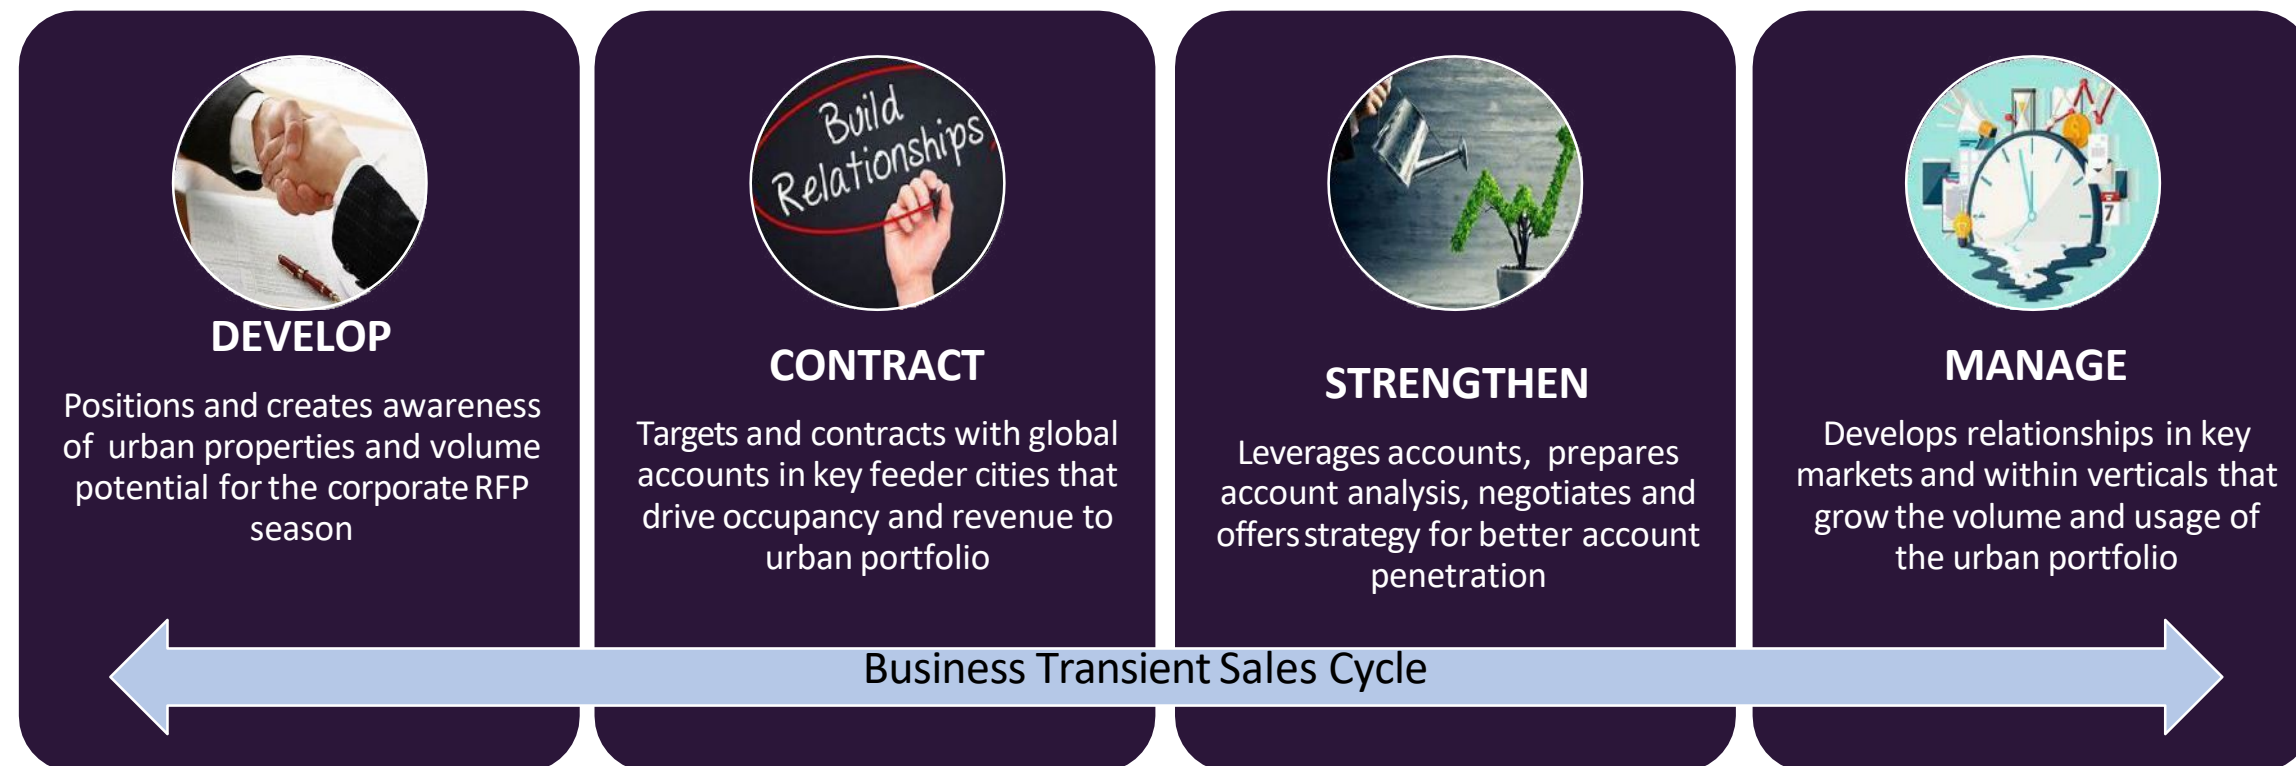 Build
Relationships
7
DEVELOP
Positions and creates awareness
of urban properties and volume
potential for the corporate RFP
season
CONTRACT
Targets and contracts with global
accounts in key feeder cities that
drive occupancy and revenue to
urban portfolio
STRENGTHEN
Leverages accounts, prepares
account analysis, negotiates and
offers strategy for better account
penetration
MANAGE
Develops relationships in key
markets and within verticals that
grow the volume and usage of
the urban portfolio
Business Transient Sales Cycle